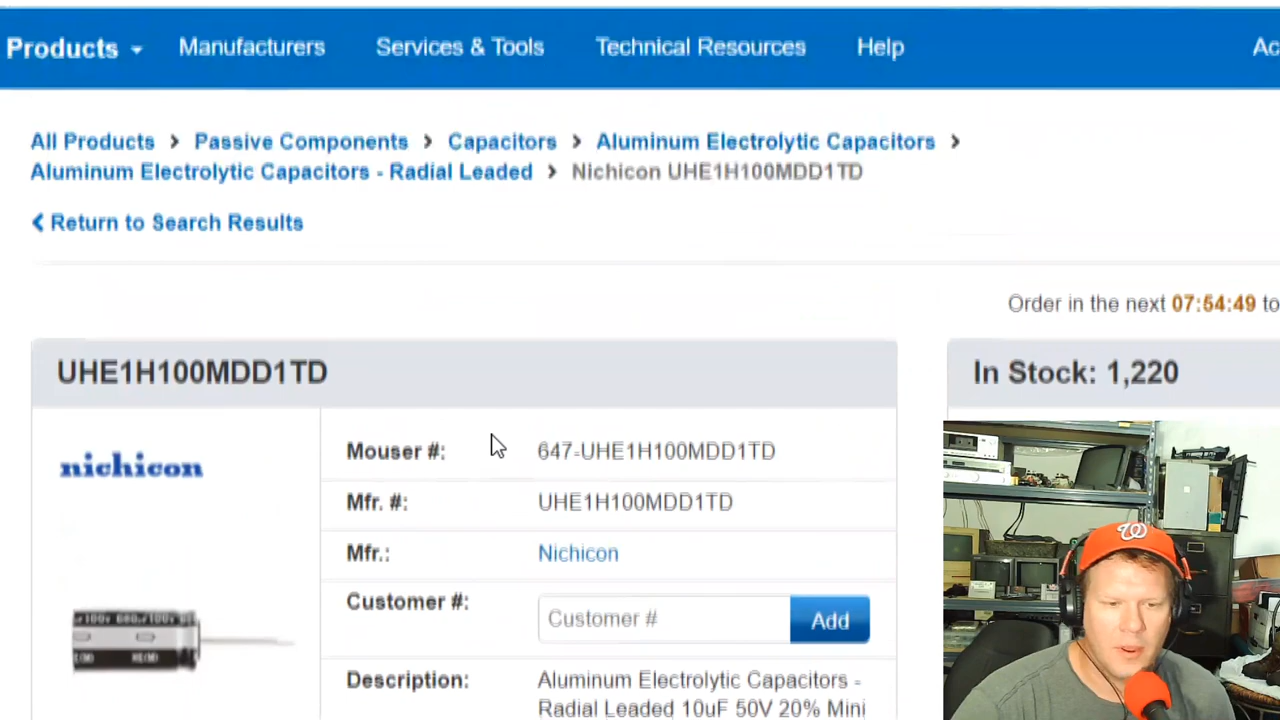 Products Manufacturers Services & Tools Technical Resources Help Ac
All Products > Passive Components > Capacitors > Aluminum Electrolytic Capacitors >
Aluminum Electrolytic Capacitors - Radial Leaded > Nichicon UHE1H100MDD1TD
Return to Search Results
Order in the next 07:54:49 to
UHE1H100MDD1TD
In Stock: 1,220
nichicon
Mouser #: 647-UHE1H100MDD1TD
Mfr. #: UHE1H100MDD1TD
Mfr.: Nichicon
Customer #: Customer # Add
Description: Aluminum Electrolytic Capacitors -
Radial Leaded 10uF 50V 20% Mini
W